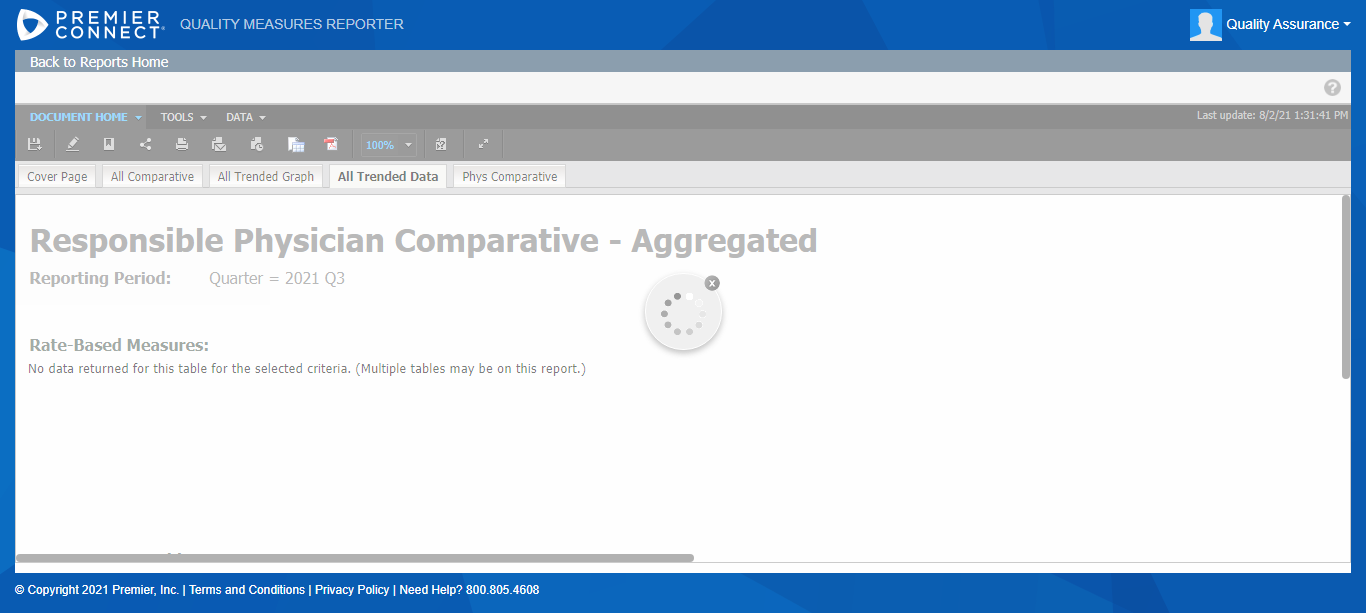 PREMIER
CONNECT
QUALITY MEASURES REPORTER
Quality Assurance
Back to Reports Home
?
DOCUMENT HOME TOOLS DATA Last update: 8/2/21 1:31:41 PM
100%
Cover Page All Comparative All Trended Graph All Trended Data Phys Comparative
Responsible Physician Comparative - Aggregated
Reporting Period: Quarter = 2021 Q3
x
Rate-Based Measures:
No data returned for this table for the selected criteria. (Multiple tables may be on this report.)
© Copyright 2021 Premier, Inc. | Terms and Conditions | Privacy Policy | Need Help? 800.805.4608